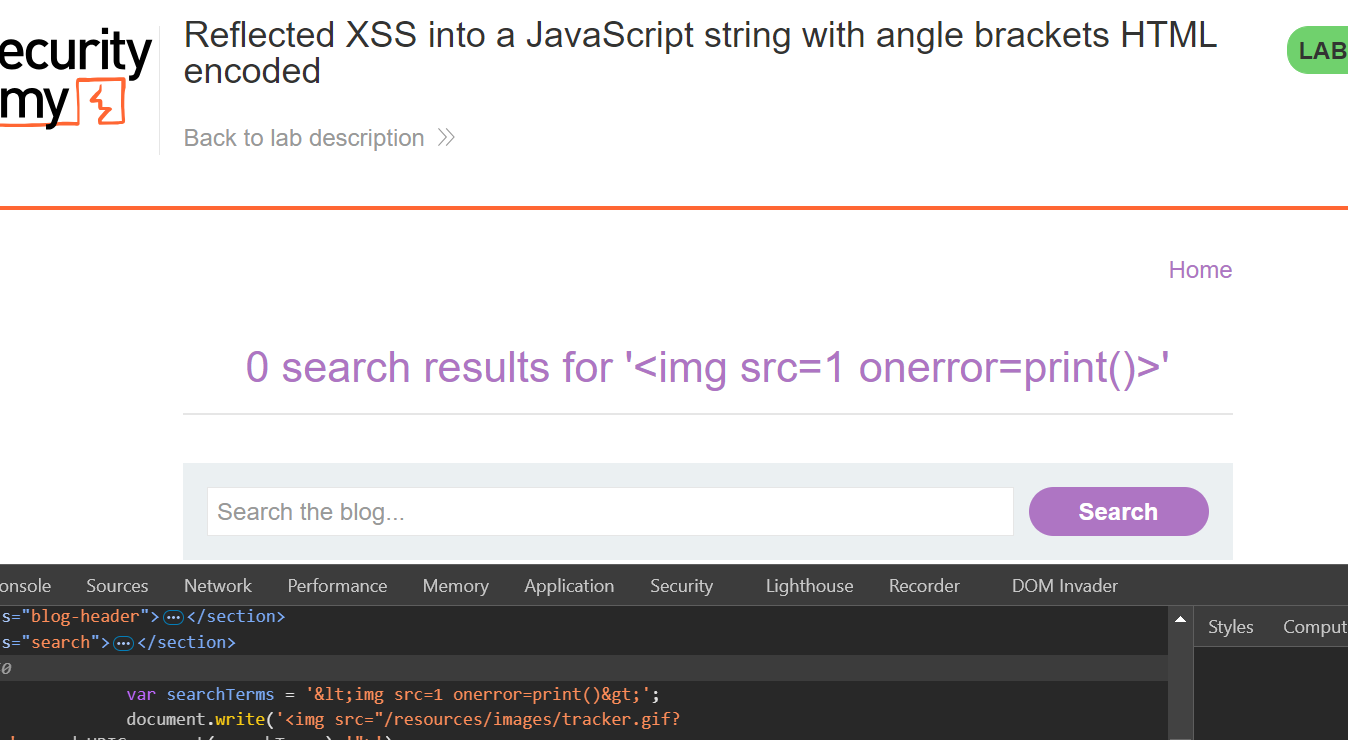 ecurity
my
Reflected XSS into a JavaScript string with angle brackets HTML
encoded
LAB
Back to lab description
Home
0 search results for '<img src=1 onerror=print()>'
Search the blog...
Search
onsole Sources Network Performance Memory Application Security Lighthouse Recorder DOM Invader
s="blog-header">⋯</section>
s="search">⋯</section>
Styles Comput
var searchTerms = '&lt;img src=1 onerror=print()&gt;';
document.write('<img src="/resources/images/tracker.gif?